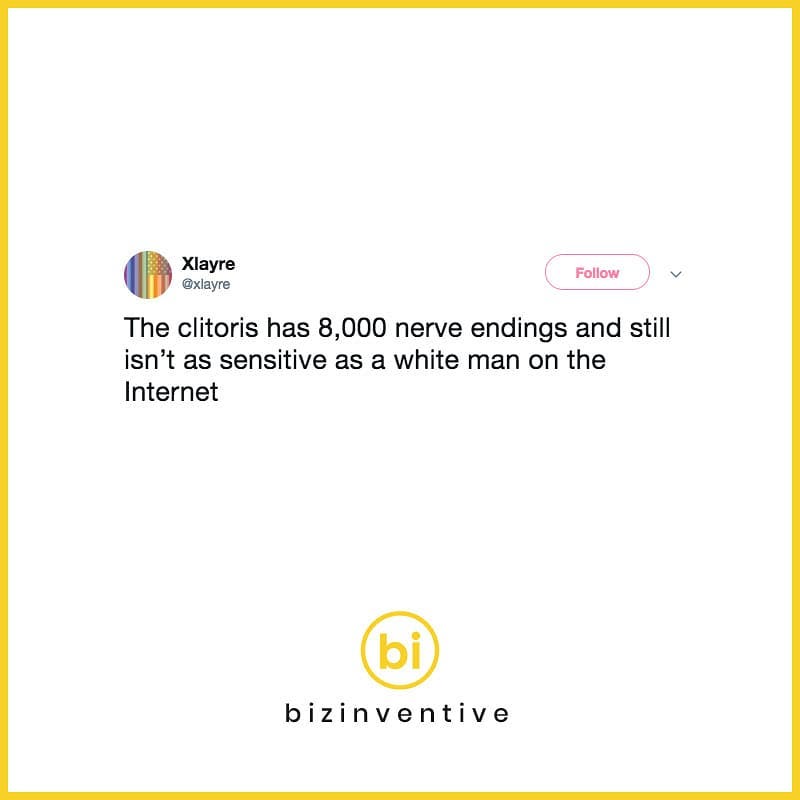 Xlayre
@xlayre
Follow
The clitoris has 8,000 nerve endings and still
isn’t as sensitive as a white man on the
Internet
bi
bizinventive